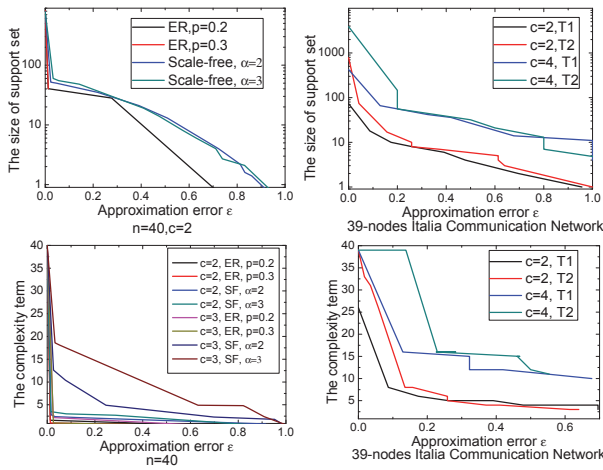 ER,p=0.2
ER,p=0.3
Scale-free, α=2
Scale-free, α=3
The size of support set
100
10
1
0.0 0.2 0.4 0.6 0.8 1.0
Approximation error ε
n=40,c=2
c=2,T1
c=2,T2
c=4,T1
c=4, T2
The size of support set
1000
100
10
1
0.0 0.2 0.4 0.6 0.8 1.0
Approximation error ε
39-nodes Italia Communication Network
c=2, ER, p=0.2
c=2, ER, p=0.3
c=2, SF, α=2
c=2, SF, α=3
c=3, ER, p=0.2
c=3, ER, p=0.3
c=3, SF, α=2
c=3, SF, α=3
The complexity term
40
35
30
25
20
15
10
5
0.0 0.2 0.4 0.6 0.8 1.0
Approximation error ε
n=40
c=2, T1
c=2, T2
c=4, T1
c=4, T2
The complexity term
40
35
30
25
20
15
10
5
0.0 0.2 0.4 0.6
Approximation error ε
39-nodes Italia Communication Network